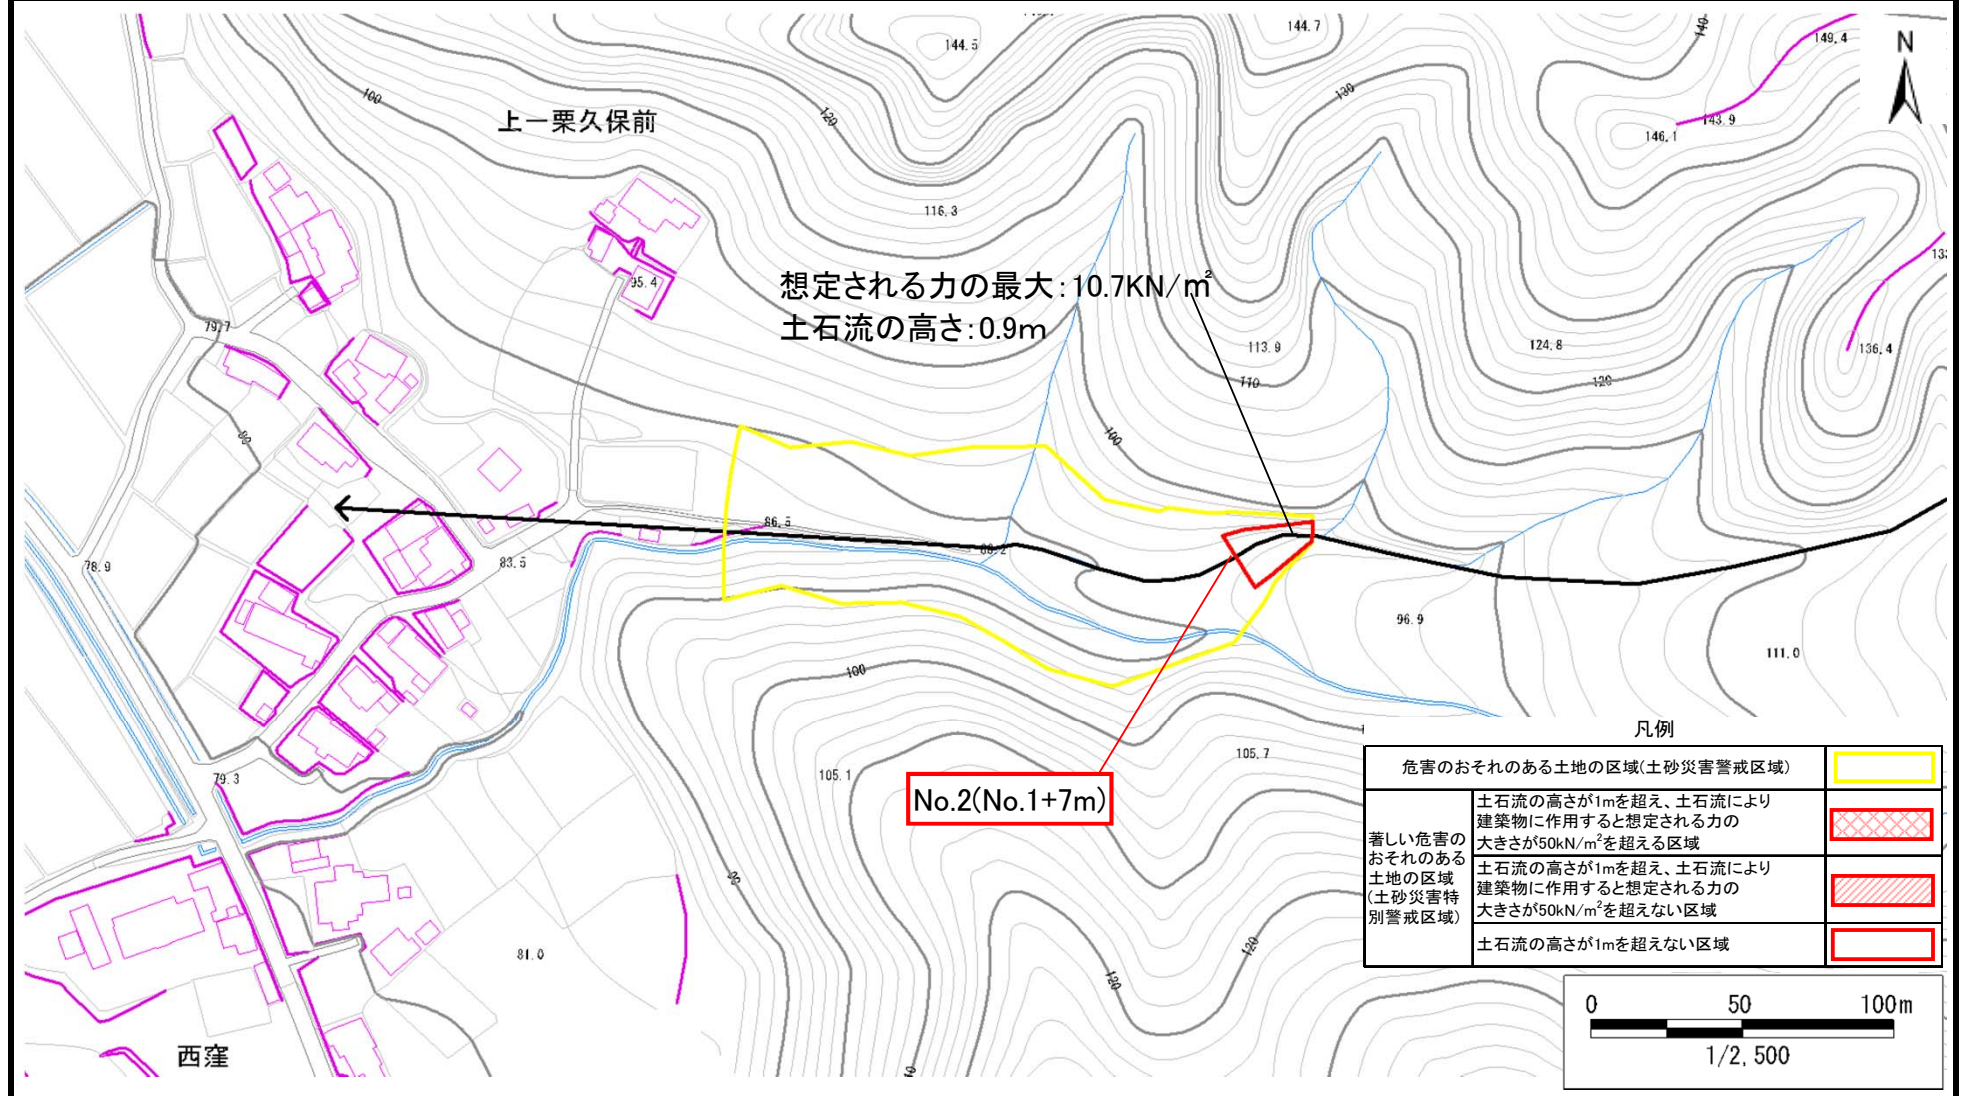 144.5
144.7
140
149.4
N
100
上一栗久保前
120
130
143.9
146.1
116.3
95.4
想定される力の最大：10.7KN/㎡
土石流の高さ：0.9m
79.7
113.9
110
124.8
120
136.4
80
100
86.5
88.2
83.5
78.9
96.9
111.0
100
105.7
105.1
79.3
No.2(No.1+7m)
凡例
危害のおそれのある土地の区域(土砂災害警戒区域)
著しい危害の
おそれのある
土地の区域
(土砂災害特
別警戒区域)
土石流の高さが1mを超え、土石流により
建築物に作用すると想定される力の
大きさが50kN/m²を超える区域
土石流の高さが1mを超え、土石流により
建築物に作用すると想定される力の
大きさが50kN/m²を超えない区域
土石流の高さが1mを超えない区域
90
81.0
120
120
西窪
0 50 100m
1/2,500